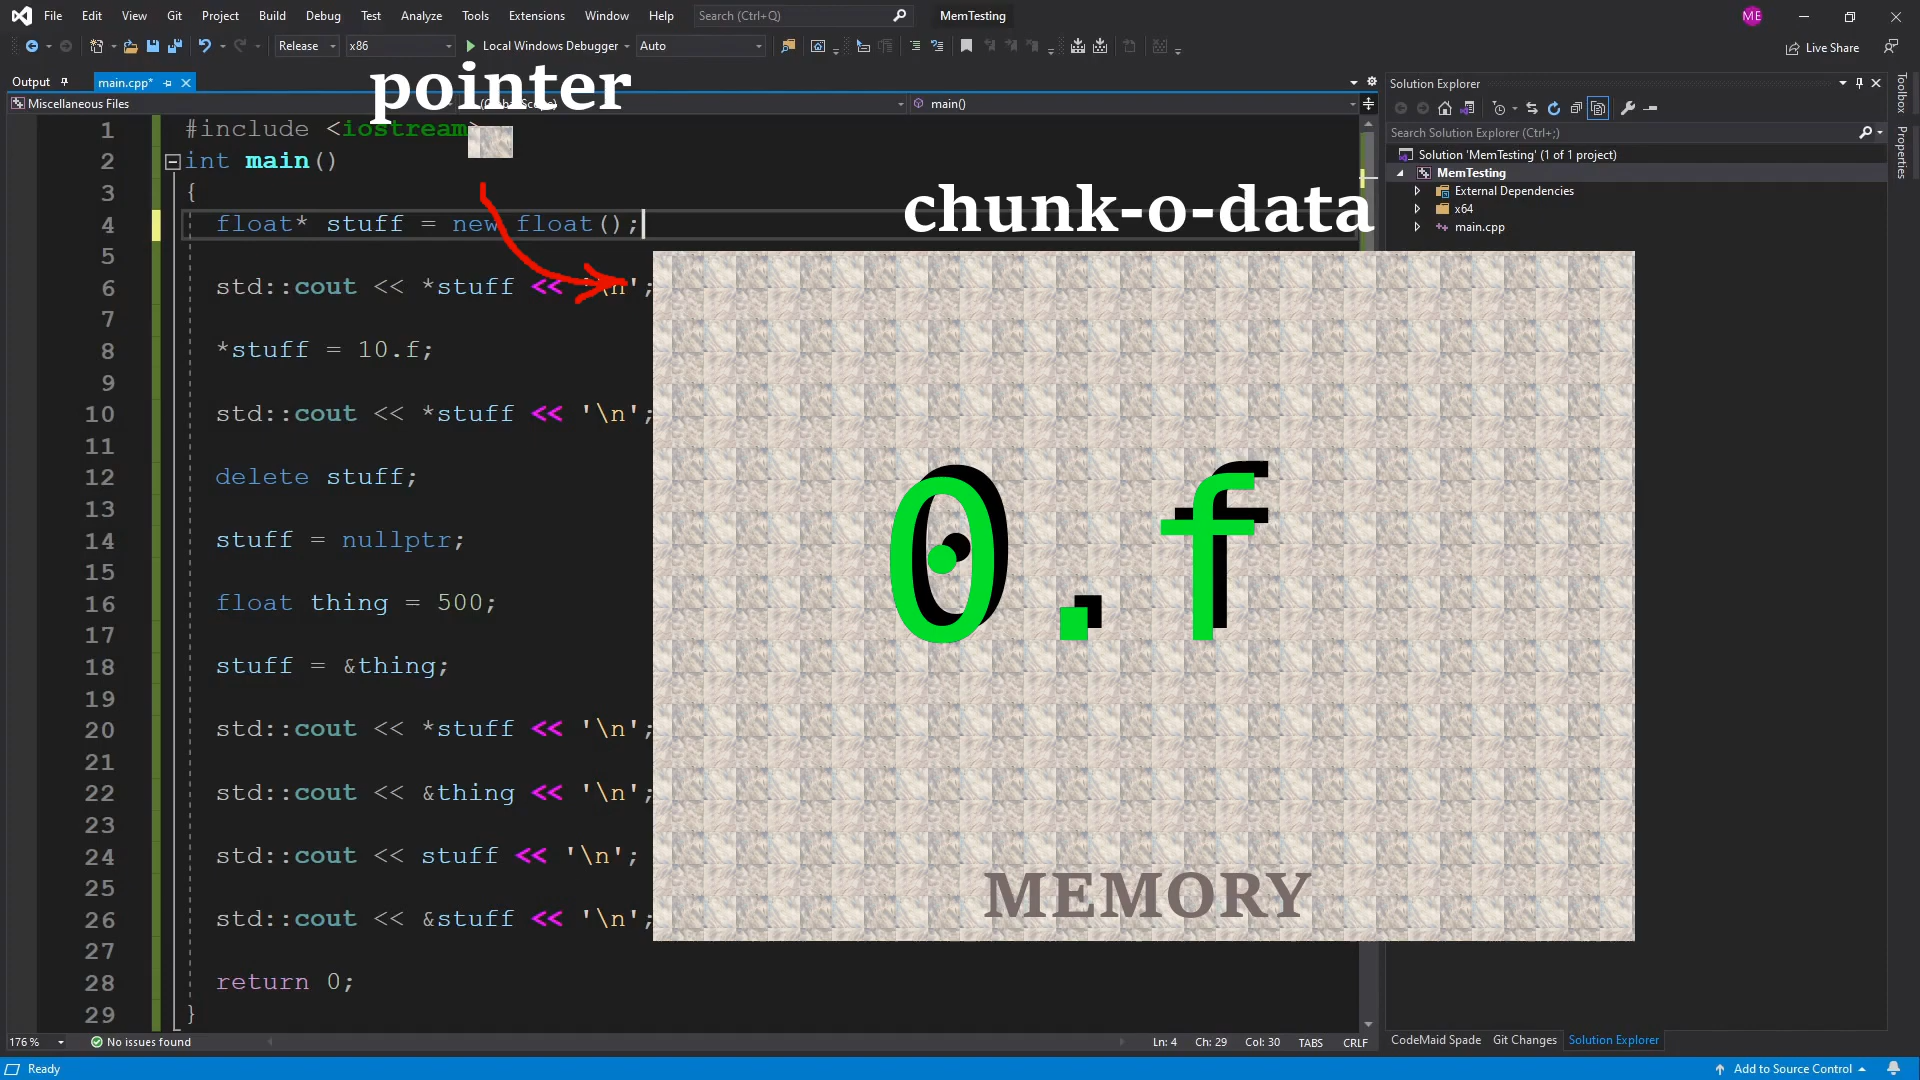 File Edit View Git Project Build Debug Test Analyze Tools Extensions Window Help Search (Ctrl+Q) MemTesting ME
Release x86 Local Windows Debugger Auto Live Share
pointer
Output main.cpp*
Miscellaneous Files (Global Scope) main()
1 #include <iostream>
2 int main()
3 {
4 float* stuff = new float();
5
6 std::cout << *stuff << '\n';
7
8 *stuff = 10.f;
9
10 std::cout << *stuff << '\n';
11
12 delete stuff;
13
14 stuff = nullptr;
15
16 float thing = 500;
17
18 stuff = &thing;
19
20 std::cout << *stuff << '\n';
21
22 std::cout << &thing << '\n';
23
24 std::cout << stuff << '\n';
25
26 std::cout << &stuff << '\n';
27
28 return 0;
29 }
chunk-o-data
0.f
MEMORY
Solution Explorer
Search Solution Explorer (Ctrl+;)
Solution 'MemTesting' (1 of 1 project)
MemTesting
External Dependencies
x64
main.cpp
Toolbox
Properties
176 % No issues found Ln: 4 Ch: 29 Col: 30 TABS CRLF
CodeMaid Spade Git Changes Solution Explorer
Ready Add to Source Control